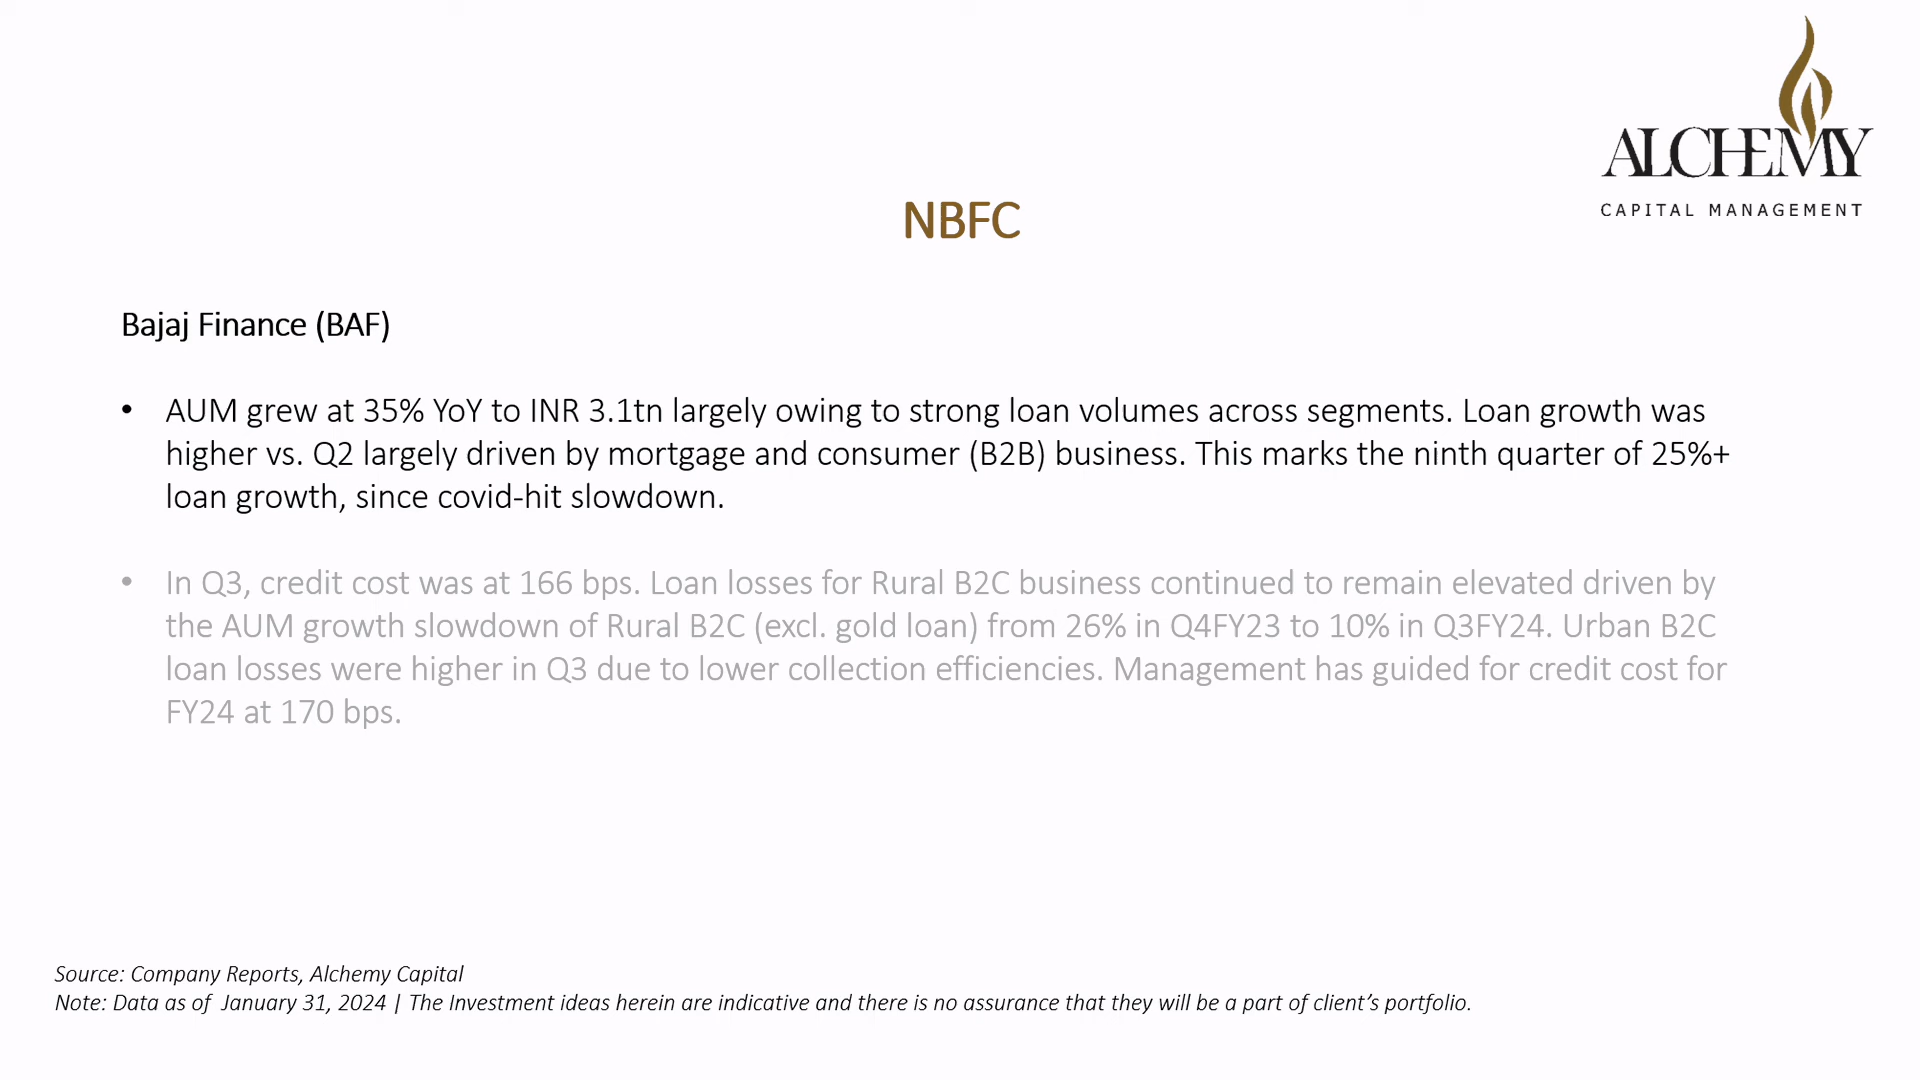 ALCHEMY
CAPITAL MANAGEMENT
NBFC
Bajaj Finance (BAF)
• AUM grew at 35% YoY to INR 3.1tn largely owing to strong loan volumes across segments. Loan growth was
higher vs. Q2 largely driven by mortgage and consumer (B2B) business. This marks the ninth quarter of 25%+
loan growth, since covid-hit slowdown.
• In Q3, credit cost was at 166 bps. Loan losses for Rural B2C business continued to remain elevated driven by
the AUM growth slowdown of Rural B2C (excl. gold loan) from 26% in Q4FY23 to 10% in Q3FY24. Urban B2C
loan losses were higher in Q3 due to lower collection efficiencies. Management has guided for credit cost for
FY24 at 170 bps.
Source: Company Reports, Alchemy Capital
Note: Data as of January 31, 2024 | The Investment ideas herein are indicative and there is no assurance that they will be a part of client’s portfolio.